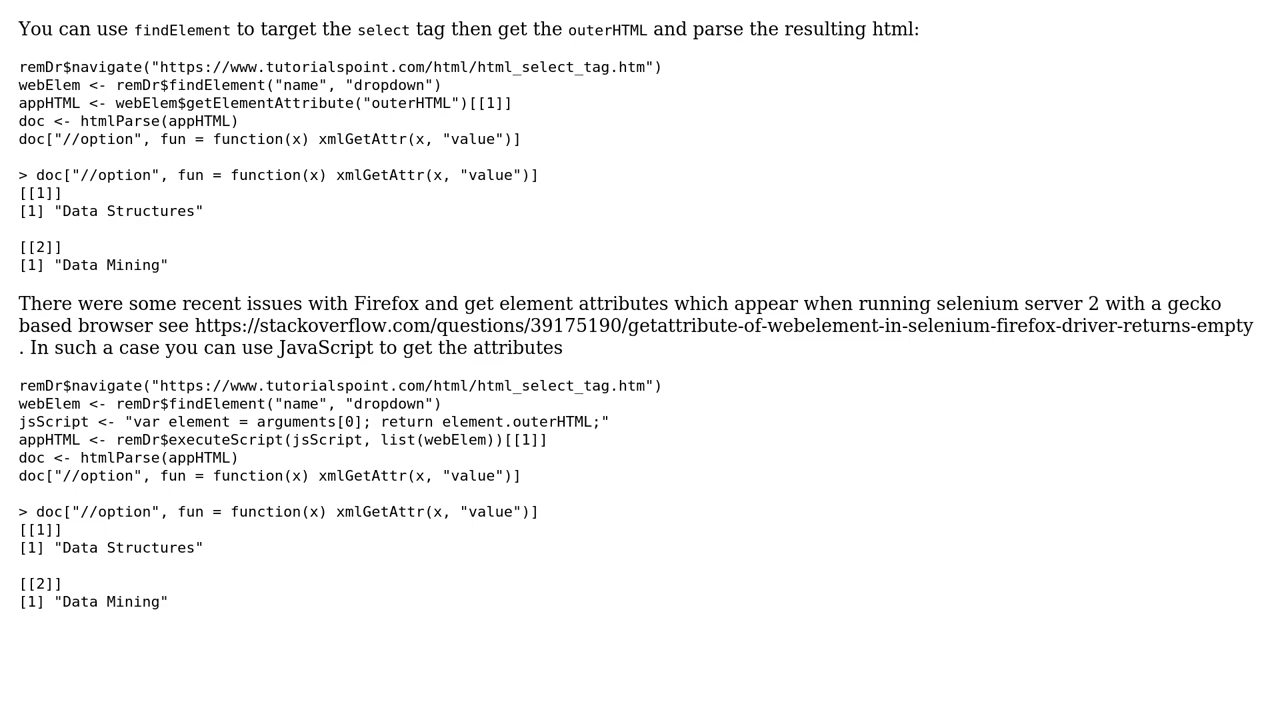 You can use findElement to target the select tag then get the outerHTML and parse the resulting html:
remDr$navigate("https://www.tutorialspoint.com/html/html_select_tag.htm")
webElem <- remDr$findElement("name", "dropdown")
appHTML <- webElem$getElementAttribute("outerHTML")[[1]]
doc <- htmlParse(appHTML)
doc["//option", fun = function(x) xmlGetAttr(x, "value")]
> doc["//option", fun = function(x) xmlGetAttr(x, "value")]
[[1]]
[1] "Data Structures"
[[2]]
[1] "Data Mining"
There were some recent issues with Firefox and get element attributes which appear when running selenium server 2 with a gecko
based browser see https://stackoverflow.com/questions/39175190/getattribute-of-webelement-in-selenium-firefox-driver-returns-empty
. In such a case you can use JavaScript to get the attributes
remDr$navigate("https://www.tutorialspoint.com/html/html_select_tag.htm")
webElem <- remDr$findElement("name", "dropdown")
jsScript <- "var element = arguments[0]; return element.outerHTML;"
appHTML <- remDr$executeScript(jsScript, list(webElem))[[1]]
doc <- htmlParse(appHTML)
doc["//option", fun = function(x) xmlGetAttr(x, "value")]
> doc["//option", fun = function(x) xmlGetAttr(x, "value")]
[[1]]
[1] "Data Structures"
[[2]]
[1] "Data Mining"